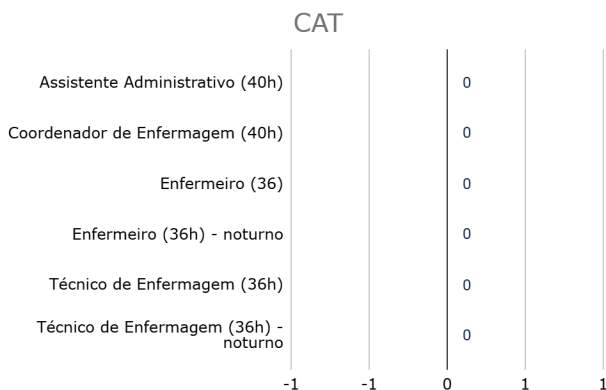 CAT
Assistente Administrativo (40h)
0
Coordenador de Enfermagem (40h)
0
Enfermeiro (36)
0
Enfermeiro (36h) - noturno
0
Técnico de Enfermagem (36h)
0
Técnico de Enfermagem (36h) -
noturno
0
-1 -1 0 1 1